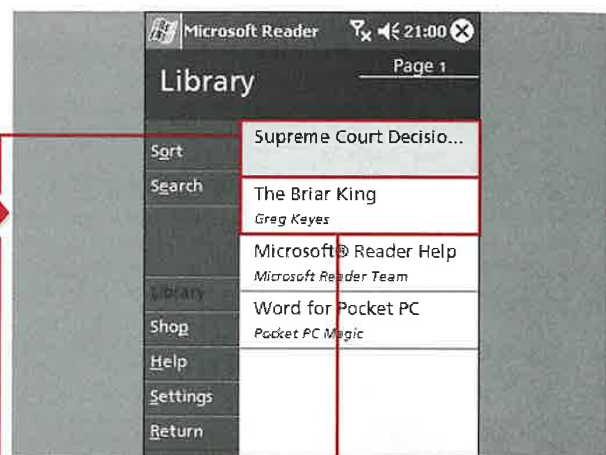 Microsoft Reader 21:00
Library
Page 1
Sort
Search
Library
Shop
Help
Settings
Return
Supreme Court Decisio...
The Briar King
Greg Keyes
Microsoft® Reader Help
Microsoft Reader Team
Word for Pocket PC
Pocket PC Magic